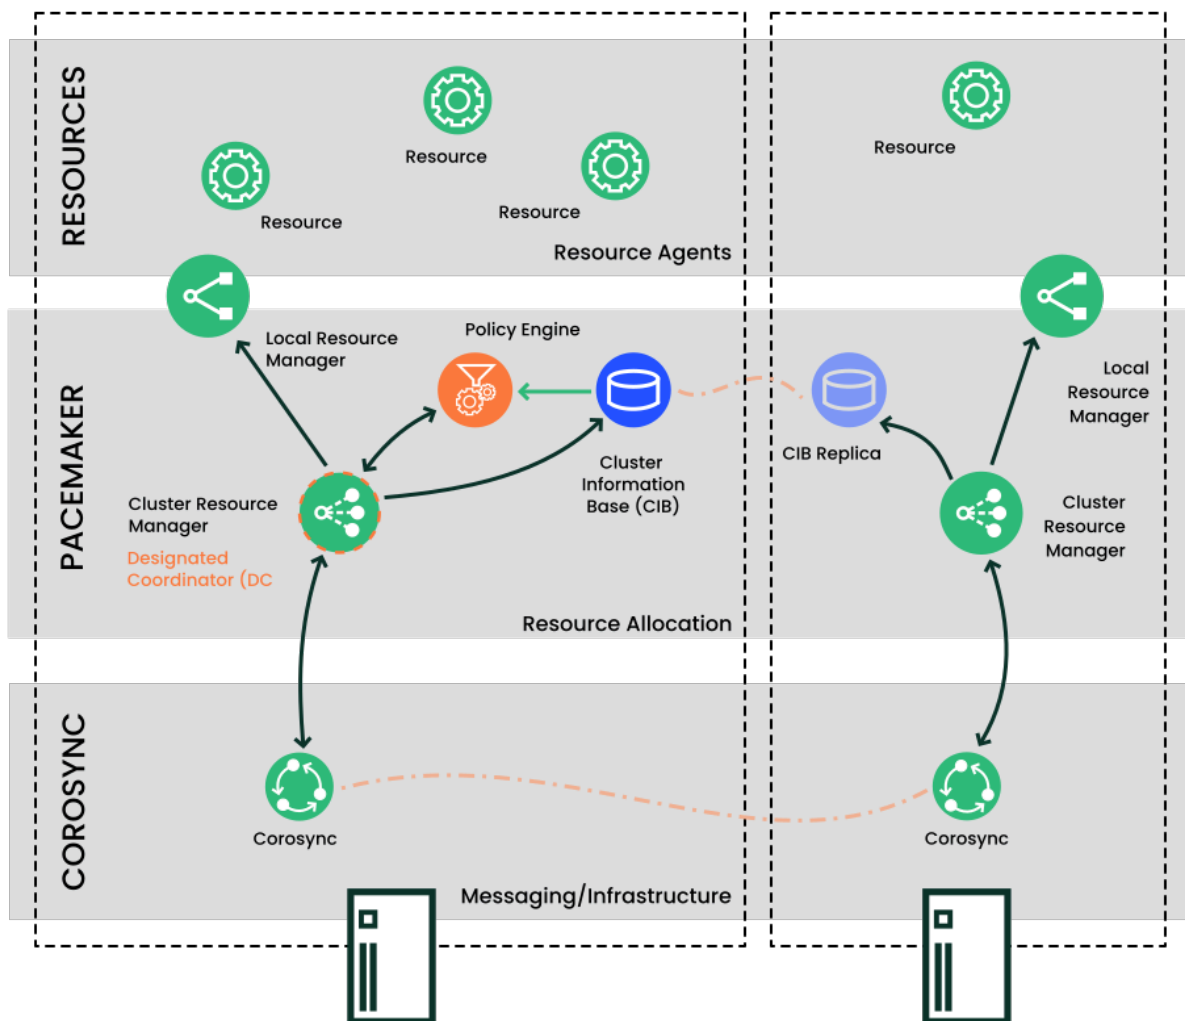 RESOURCES
Resource
Resource
Resource
Resource
Resource Agents
PACEMAKER
Local Resource
Manager
Policy Engine
Cluster
Information
Base (CIB)
Cluster Resource
Manager
Designated
Coordinator (DC
Resource Allocation
CIB Replica
Local
Resource
Manager
Cluster
Resource
Manager
COROSYNC
Corosync
Corosync
Messaging/Infrastructure